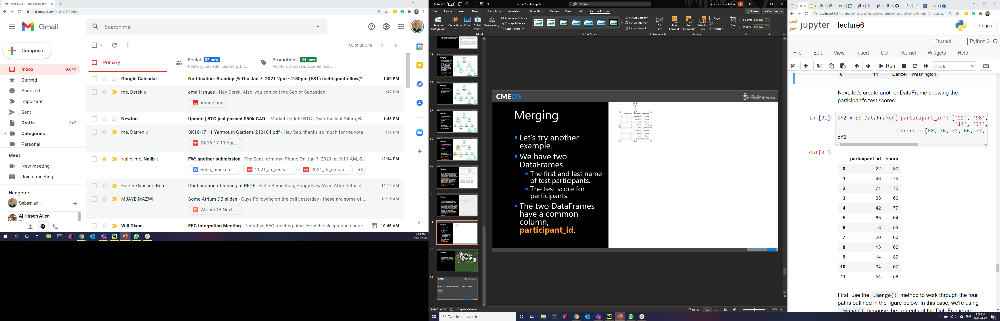 Inbox (9,041) - sebi.goodfellow@
mail.google.com/mail/u/0/#inbox
Gmail
Search mail
Compose
1–50 of 26,348
Inbox 9,041
Starred
Snoozed
Important
Sent
Drafts 642
Categories
Personal
Meet
New meeting
Join a meeting
Hangouts
Sebastian
Aj Hirsch Allen
Primary
Social 32 new
Nikita @ LinkedIn Learning, Dr....
Promotions 44 new
Peloton, Zoocasa, Academia.e...
Google Calendar Notification: Standup @ Thu Jan 7, 2021 2pm - 2:30pm (EST) (sebi.goodfellow@... 1:50 PM
me, Derek 8 email issues - Hey Derek, Also, you can call me Seb or Sebastian. 1:47 PM
image.png
Newton Update | BTC just passed $50k CAD! - Market Update BTC | Over the last 24hrs, Bit... 1:43 PM
me, Darren 2 SK16-17 11 Yarmouth Gardens 210104.pdf - Hey Seb, thanks so much for the vote ... 1:11 PM
PDF SK16-17 11 Yar...
Najib, me, Najib 5 FW: another submission - Thx Sent from my iPhone On Jan 7, 2021, at 9:11 AM, S... 12:34 PM
W vchri_biosketc... PDF 2021_itr_resear... PDF 2021_itr_resear... +3
Farzine Nasseri-Beh. Continuation of testing at RFDF - Hello Semechah, Happy New Year. After detail di... 11:19 AM
MJAYE MAZWI Some Atrium DB slides - Guys Following on the call yesterday - these are some of ... 11:16 AM
P AtriumDB Next ...
Will Dixon EEG Integration Meeting - Tentative EEG meeting time. How the sleep apnea pape... 10:45 AM
2:09 PM
2021-01-07
AutoSave Off
Lecture 6 - Slides.pptx
Search
Sebastian Goodfellow SG
File Home Insert Design Transitions Animations Slide Show Review View Help Picture Format
Share Comments
Remove Background
Corrections
Color
Artistic Effects
Transparency
Compress Pictures
Change Picture
Reset Picture
Adjust
Picture Styles
Picture Border
Picture Effects
Picture Layout
Alt Text
Accessibility
Bring Forward
Send Backward
Selection Pane
Align
Group
Rotate
Arrange
Crop
Height: 3.47 cm
Width: 3.65 cm
Size
25
Merging
26
Merging
27
Merging
28
Merging
29
Merging
30
Merging
31
Merging
32
Practice!
33
CMEDS
Introduction to Data Science
CMEDS
Civil & Mineral Engineering
UNIVERSITY OF TORONTO
Merging
Let's try another
example.
We have two
DataFrames.
The first and last name
of test participants.
The test score for
participants.
The two DataFrames
have a common
column,
participant_id.
participant_id first_name last_name
Slide 31 of 33 English (Canada) Notes 101%
Type here to search
localhost:8888/notebooks/lectures/lecture6/notebooks/lecture6.ipynb#Simple-for-loop-o...
jupyter lecture6
Logout
Trusted Python 3
File Edit View Insert Cell Kernel Widgets Help
Run Code
8 14 Denzel Washington
Next, let's create another DataFrame showing the
participant's test scores.
In [31]: df2 = pd.DataFrame({'participant_id': ['22', '98',
'14', '34',
'score': [80, 76, 72, 66, 77,
df2
Out[31]:
participant_id score
0 22 80
1 98 76
2 71 72
3 33 66
4 42 77
5 65 64
6 8 59
7 20 60
8 13 62
9 14 89
10 34 67
11 54 58
First, use the .merge() method to work through the four
paths outlined in the figure below. In this case, we're using
.merge() because the contents of the DataFrame are
ENG
2:09 PM
2021-01-07